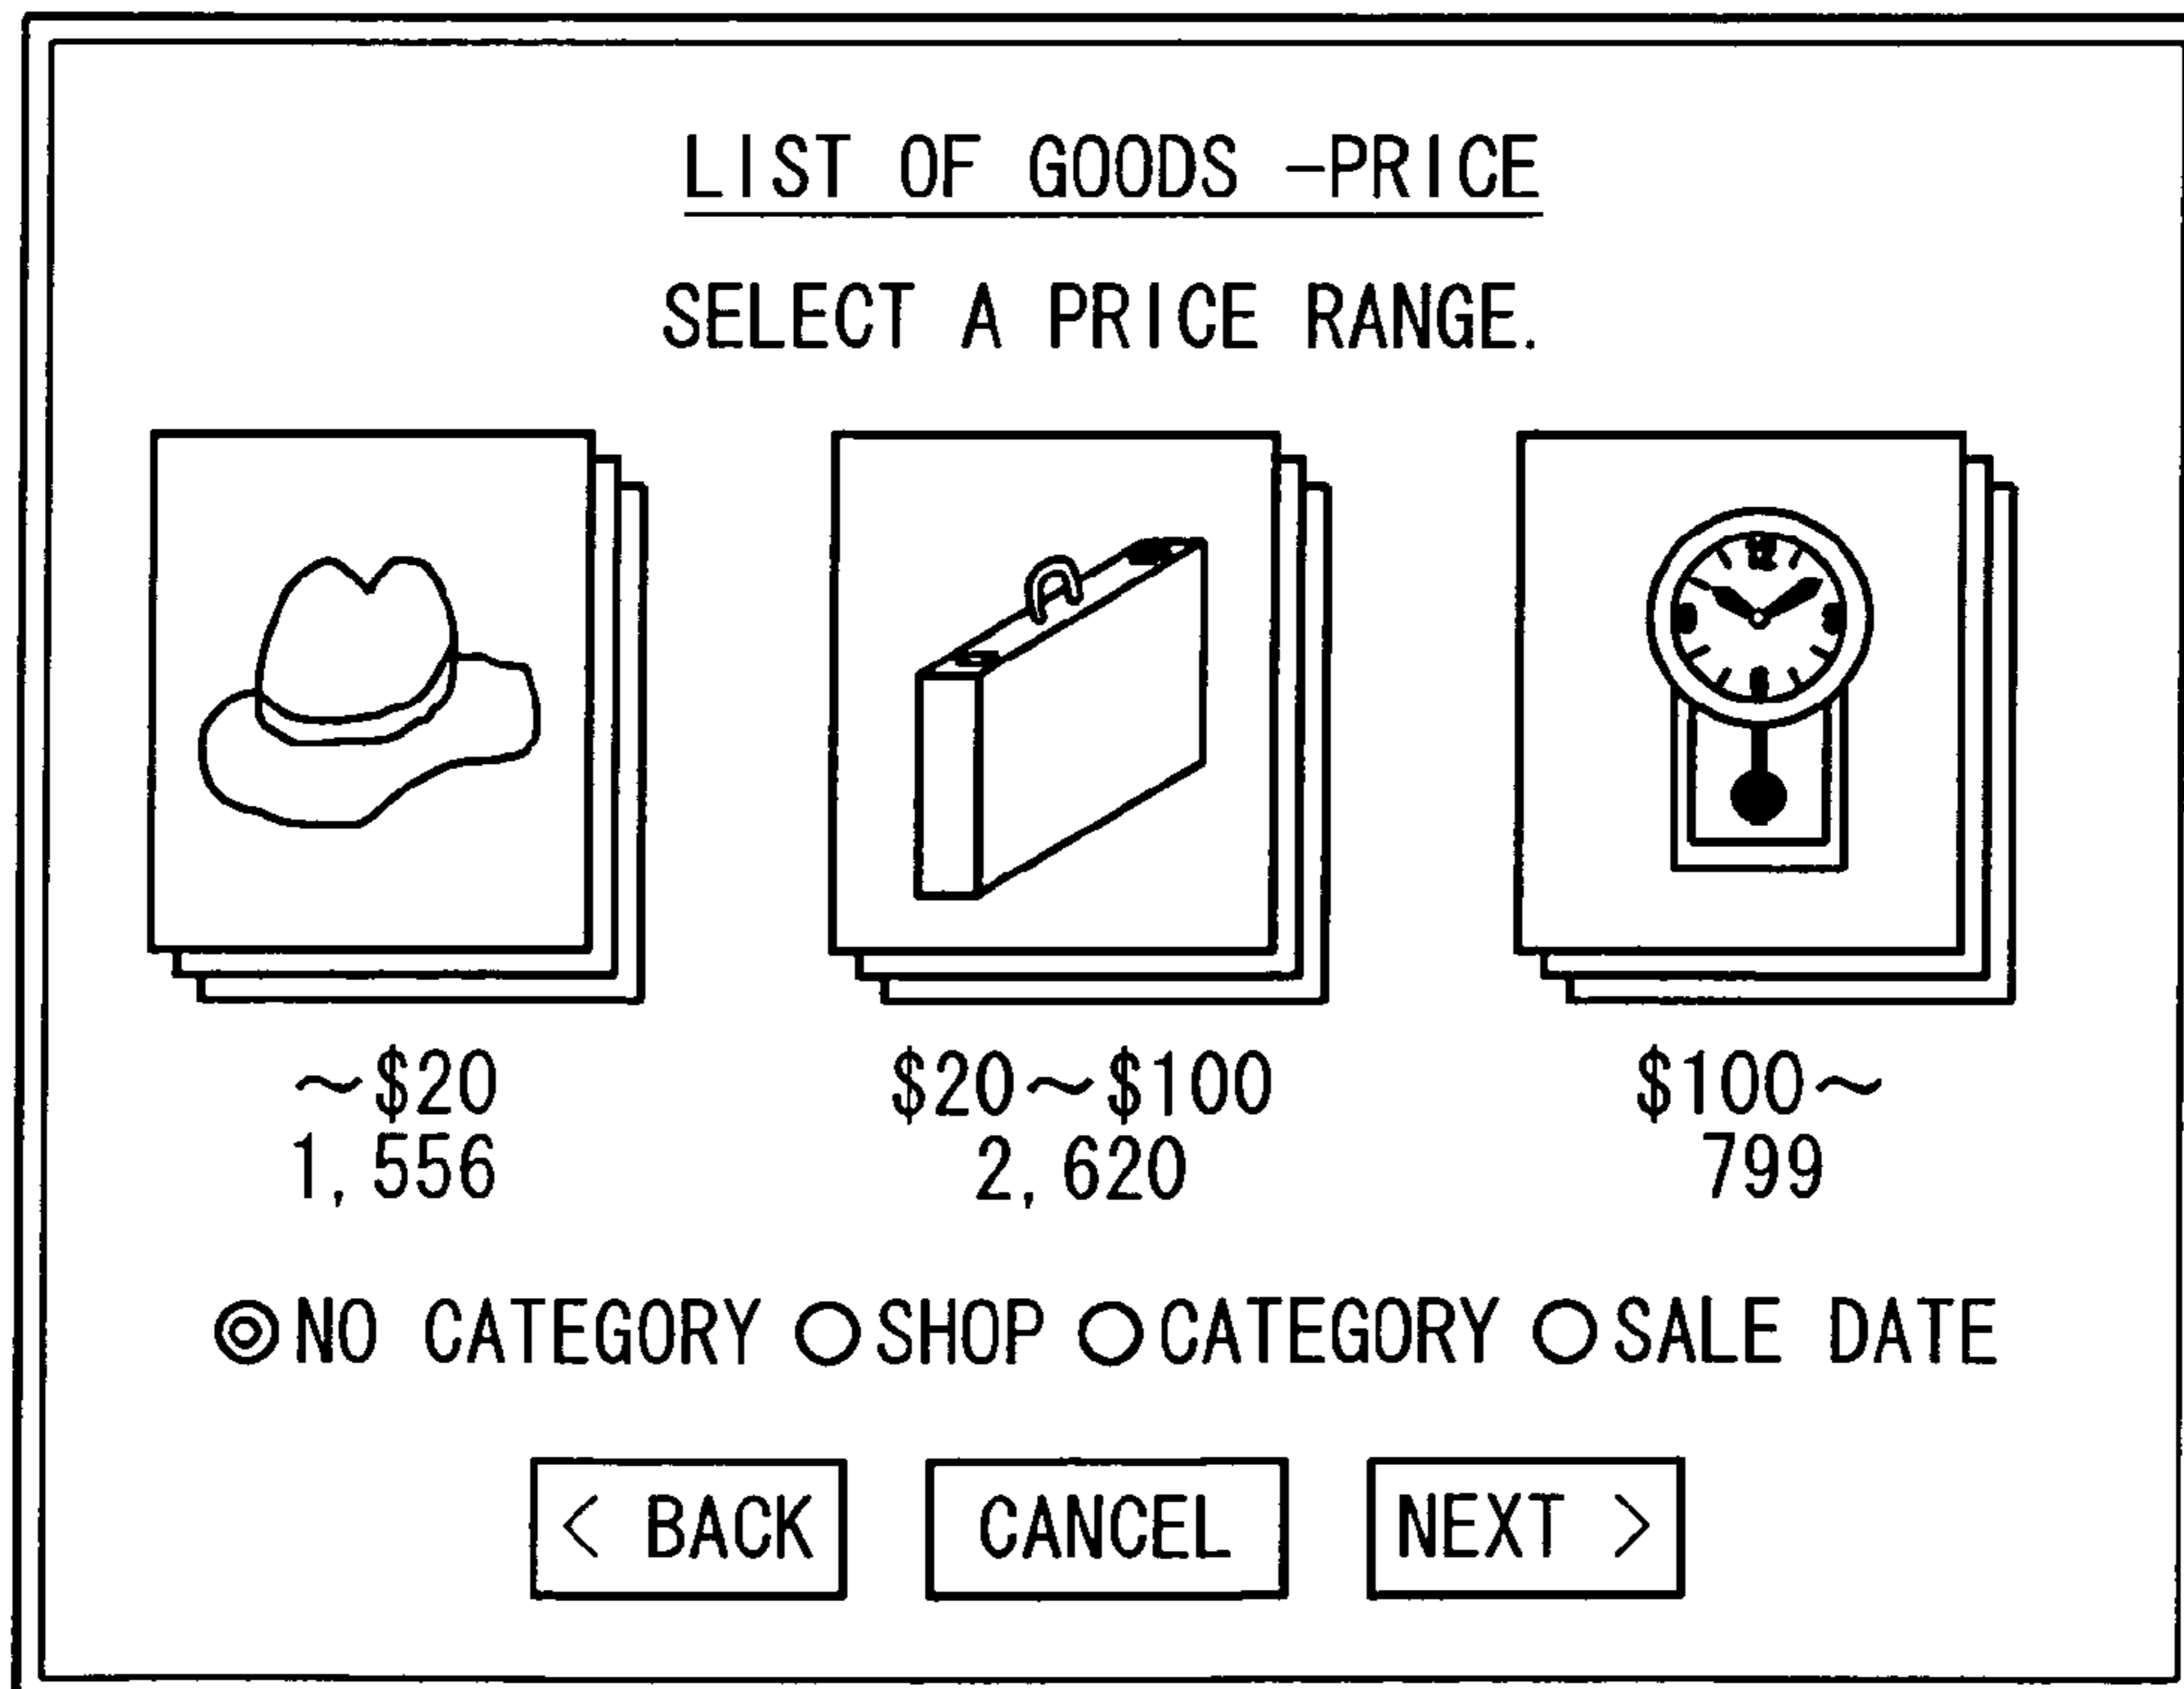 LIST OF GOODS -PRICE
SELECT A PRICE RANGE.
~$20
1,556
$20~$100
2,620
$100~
799
NO CATEGORY SHOP CATEGORY SALE DATE
< BACK CANCEL NEXT >